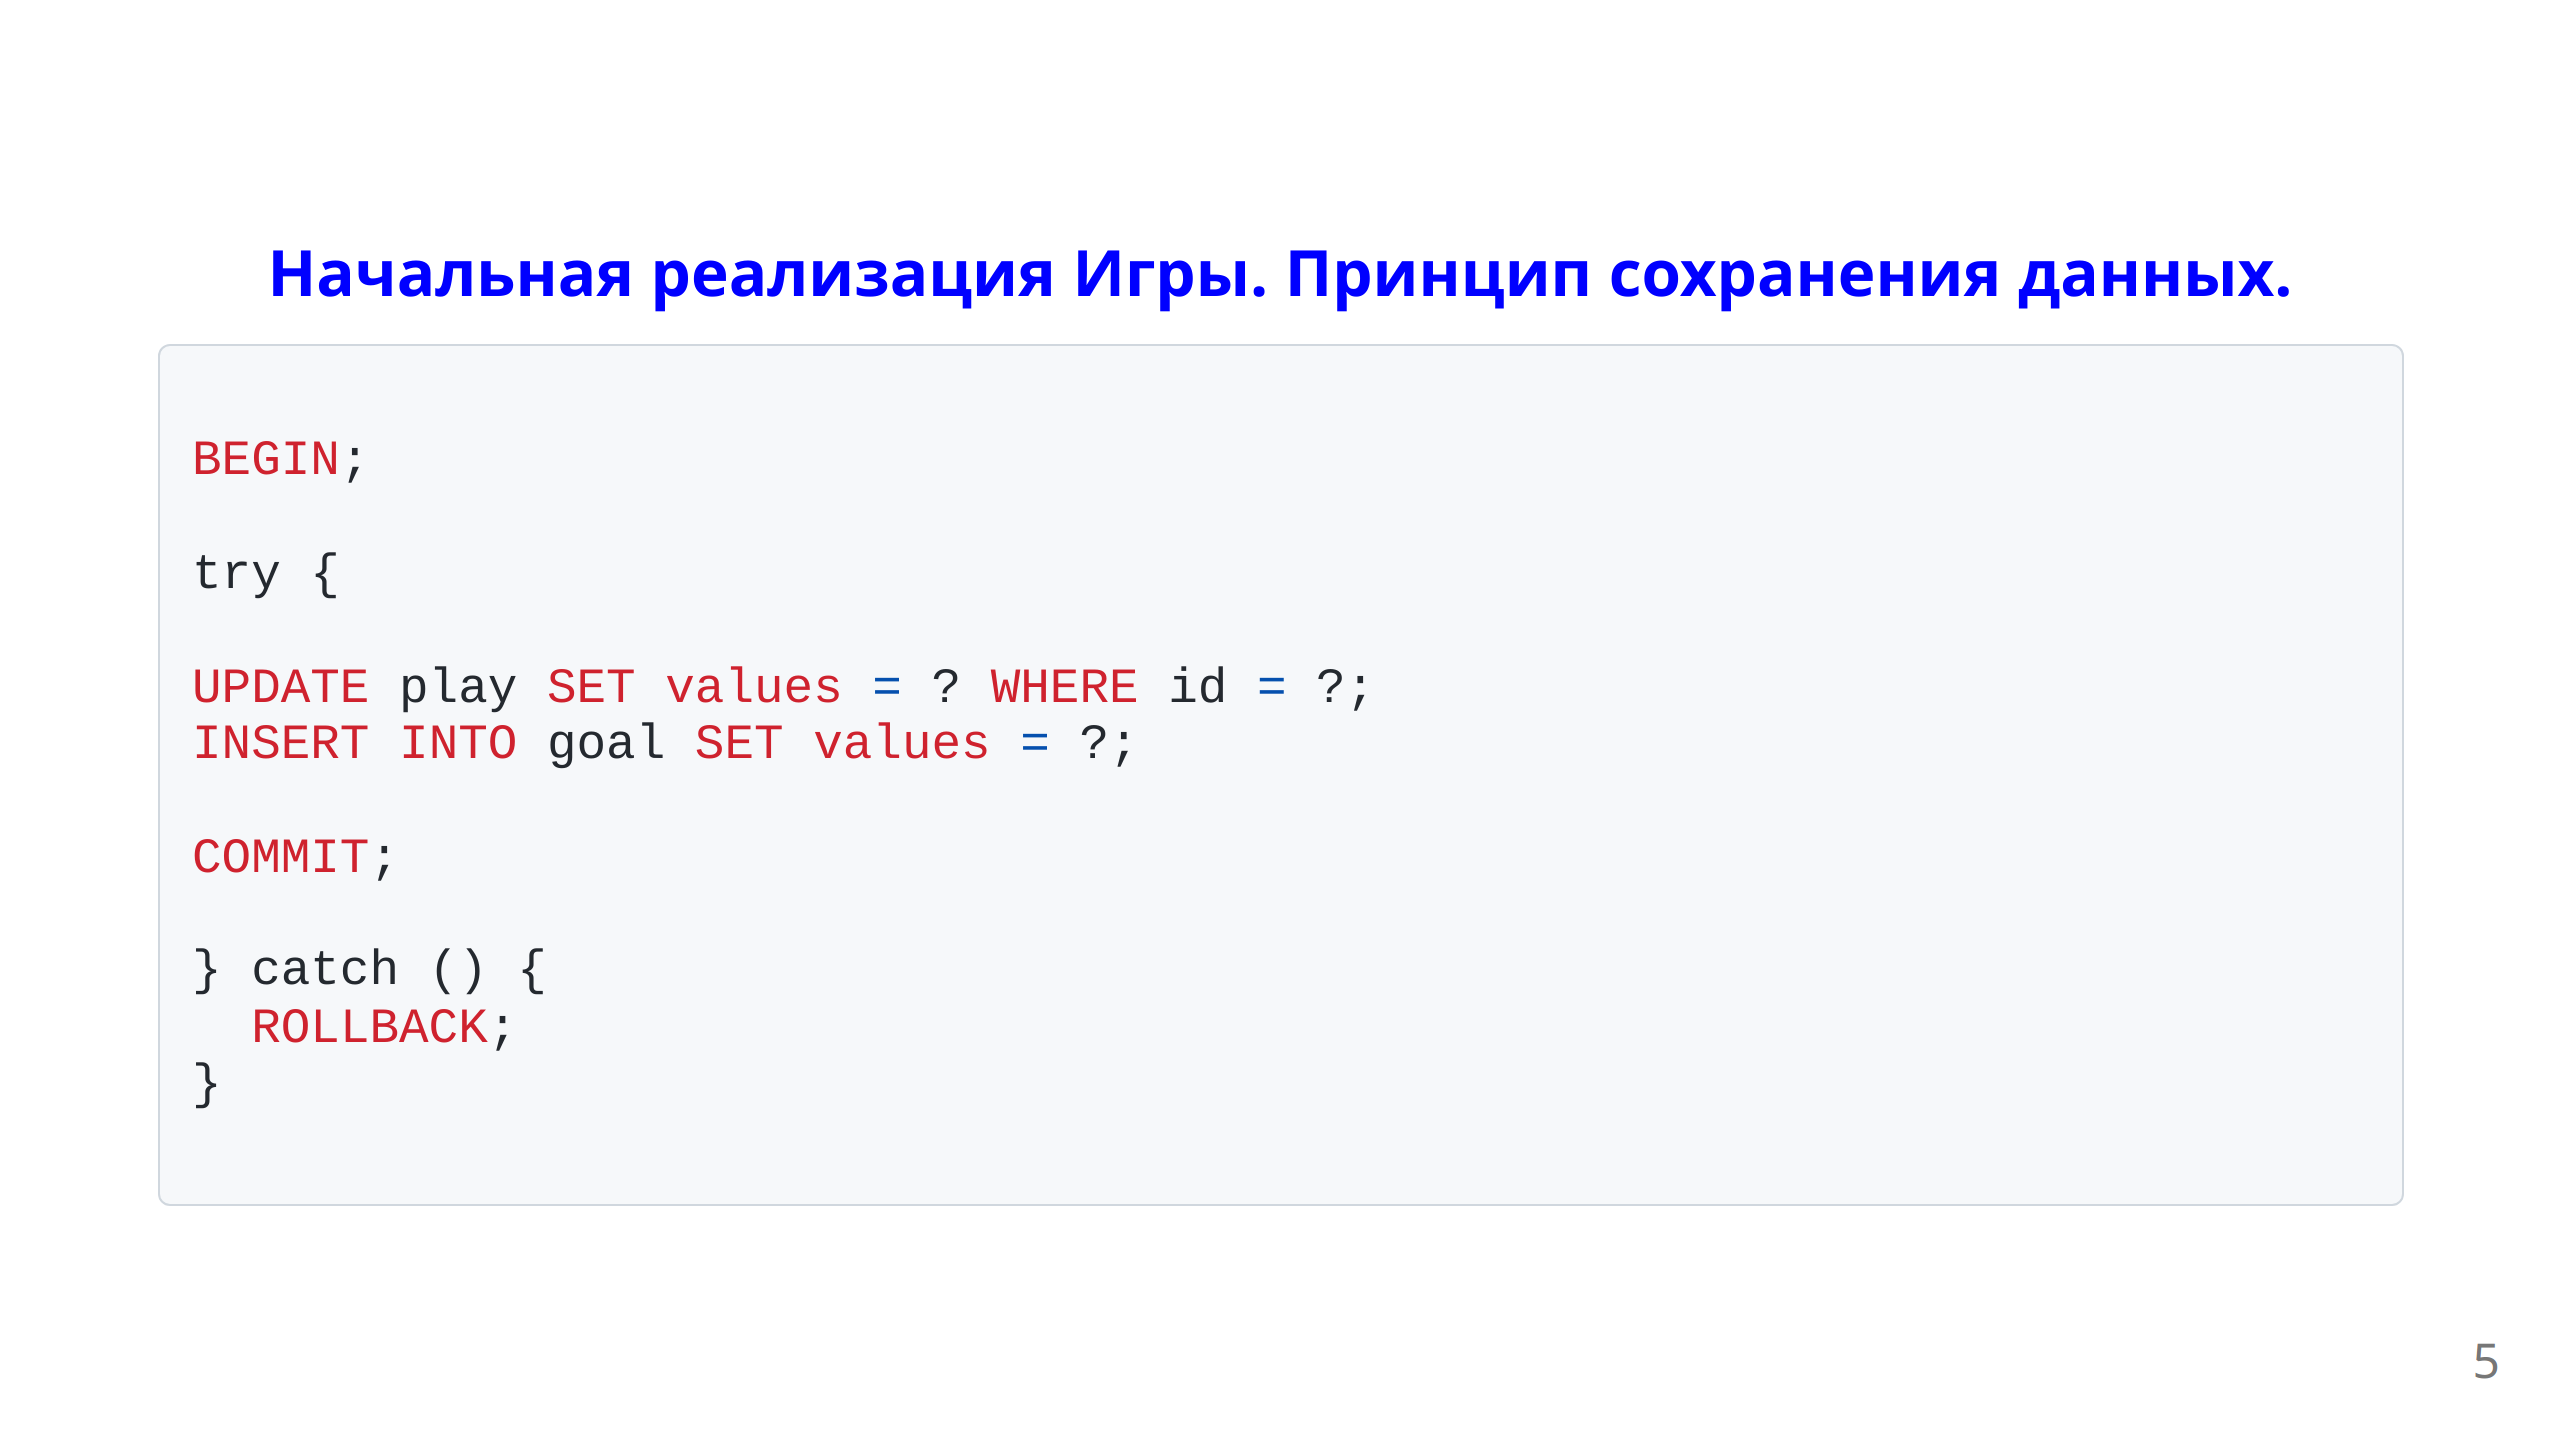 Начальная реализация Игры. Принцип сохранения данных.
BEGIN;
try {
UPDATE play SET values = ? WHERE id = ?;
INSERT INTO goal SET values = ?;
COMMIT;
} catch () {
  ROLLBACK;
}
5